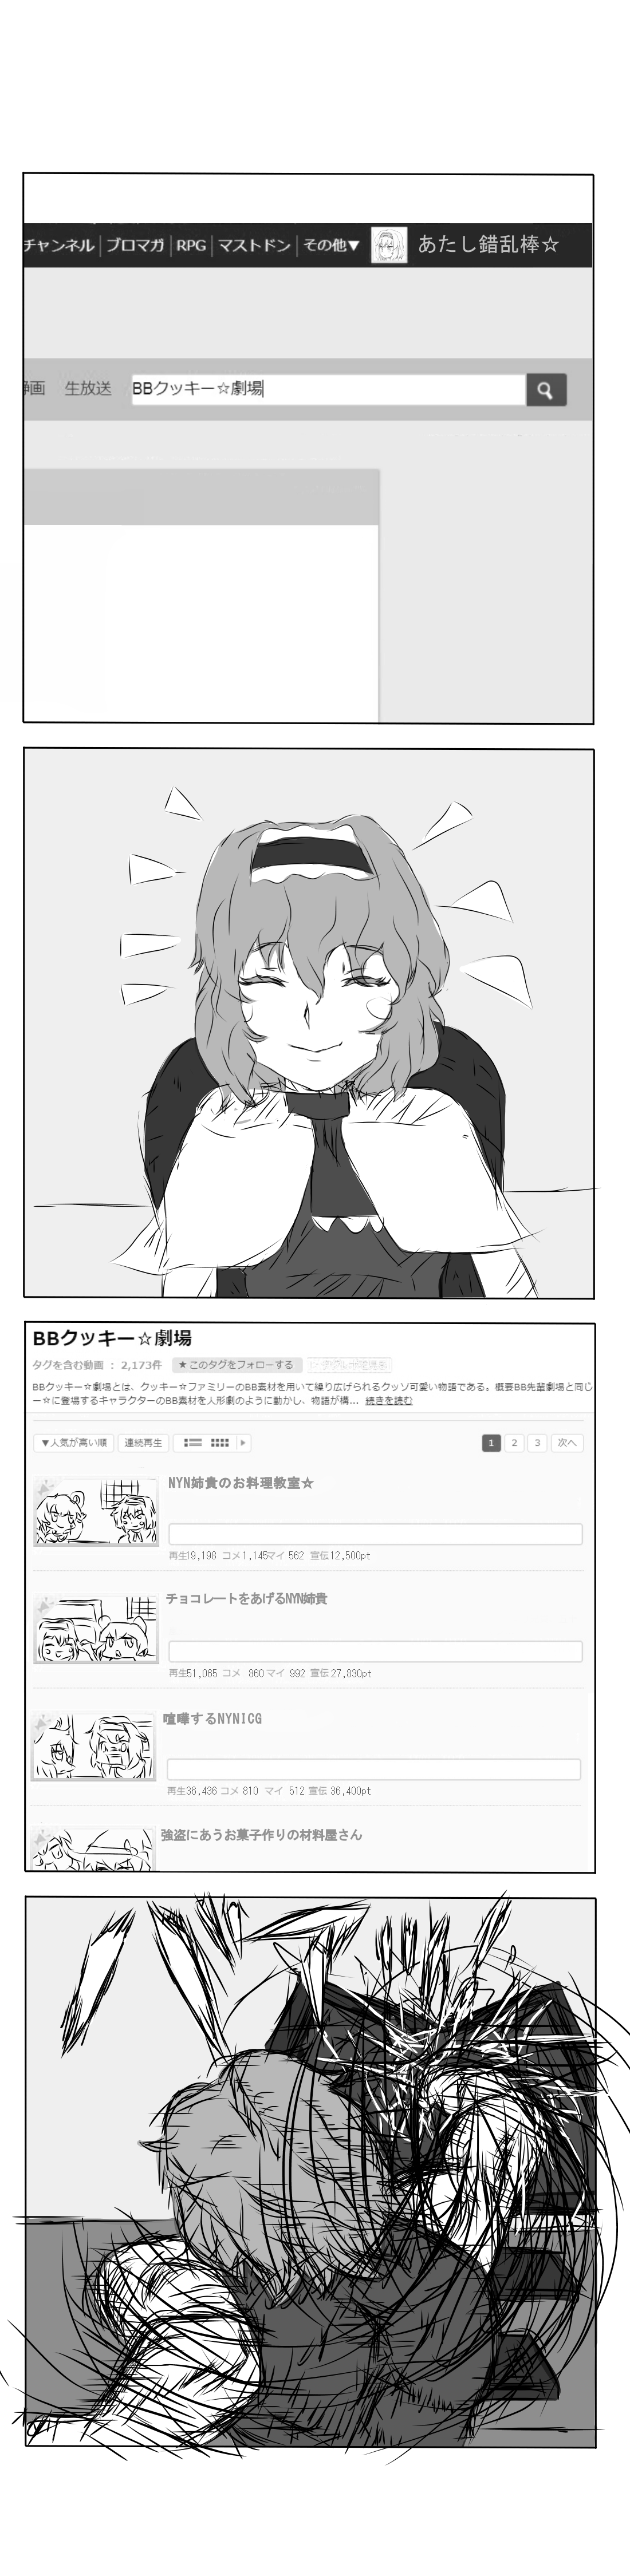 チャンネル ブロマガ RPG マストドン その他▼ あたし錯乱棒☆
静画 生放送 BBクッキー☆劇場
BBクッキー☆劇場
タグを含む動画 : 2,173件 ★このタグをフォローする
BBクッキー☆劇場とは、クッキー☆ファミリーのBB素材を用いて繰り広げられるクッソ可愛い物語である。概要BB先輩劇場と同じ
ー☆に登場するキャラクターのBB素材を人形劇のように動かし、物語が構... 続きを読む
▼人気が高い順 連続再生 1 2 3 次へ
NYN姉貴のお料理教室☆
再生19,198 コメ1,145マイ 562 宣伝12,500pt
チョコレートをあげるNYN姉貴
再生51,065 コメ 860マイ 992 宣伝27,830pt
喧嘩するNYNICG
再生36,436 コメ 810 マイ 512 宣伝 36,400pt
強盗にあうお菓子作りの材料屋さん